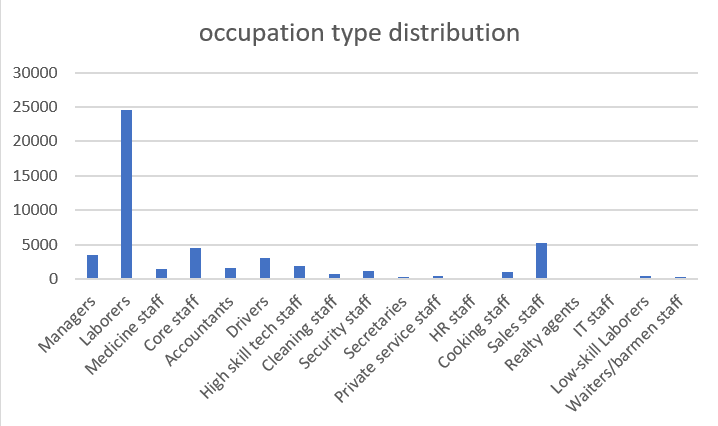 occupation type distribution
30000
25000
20000
15000
10000
5000
0
Managers
Laborers
Medicine staff
Core staff
Accountants
Drivers
High skill tech staff
Cleaning staff
Security staff
Secretaries
Private service staff
HR staff
Cooking staff
Sales staff
Realty agents
IT staff
Low-skill Laborers
Waiters/barmen staff